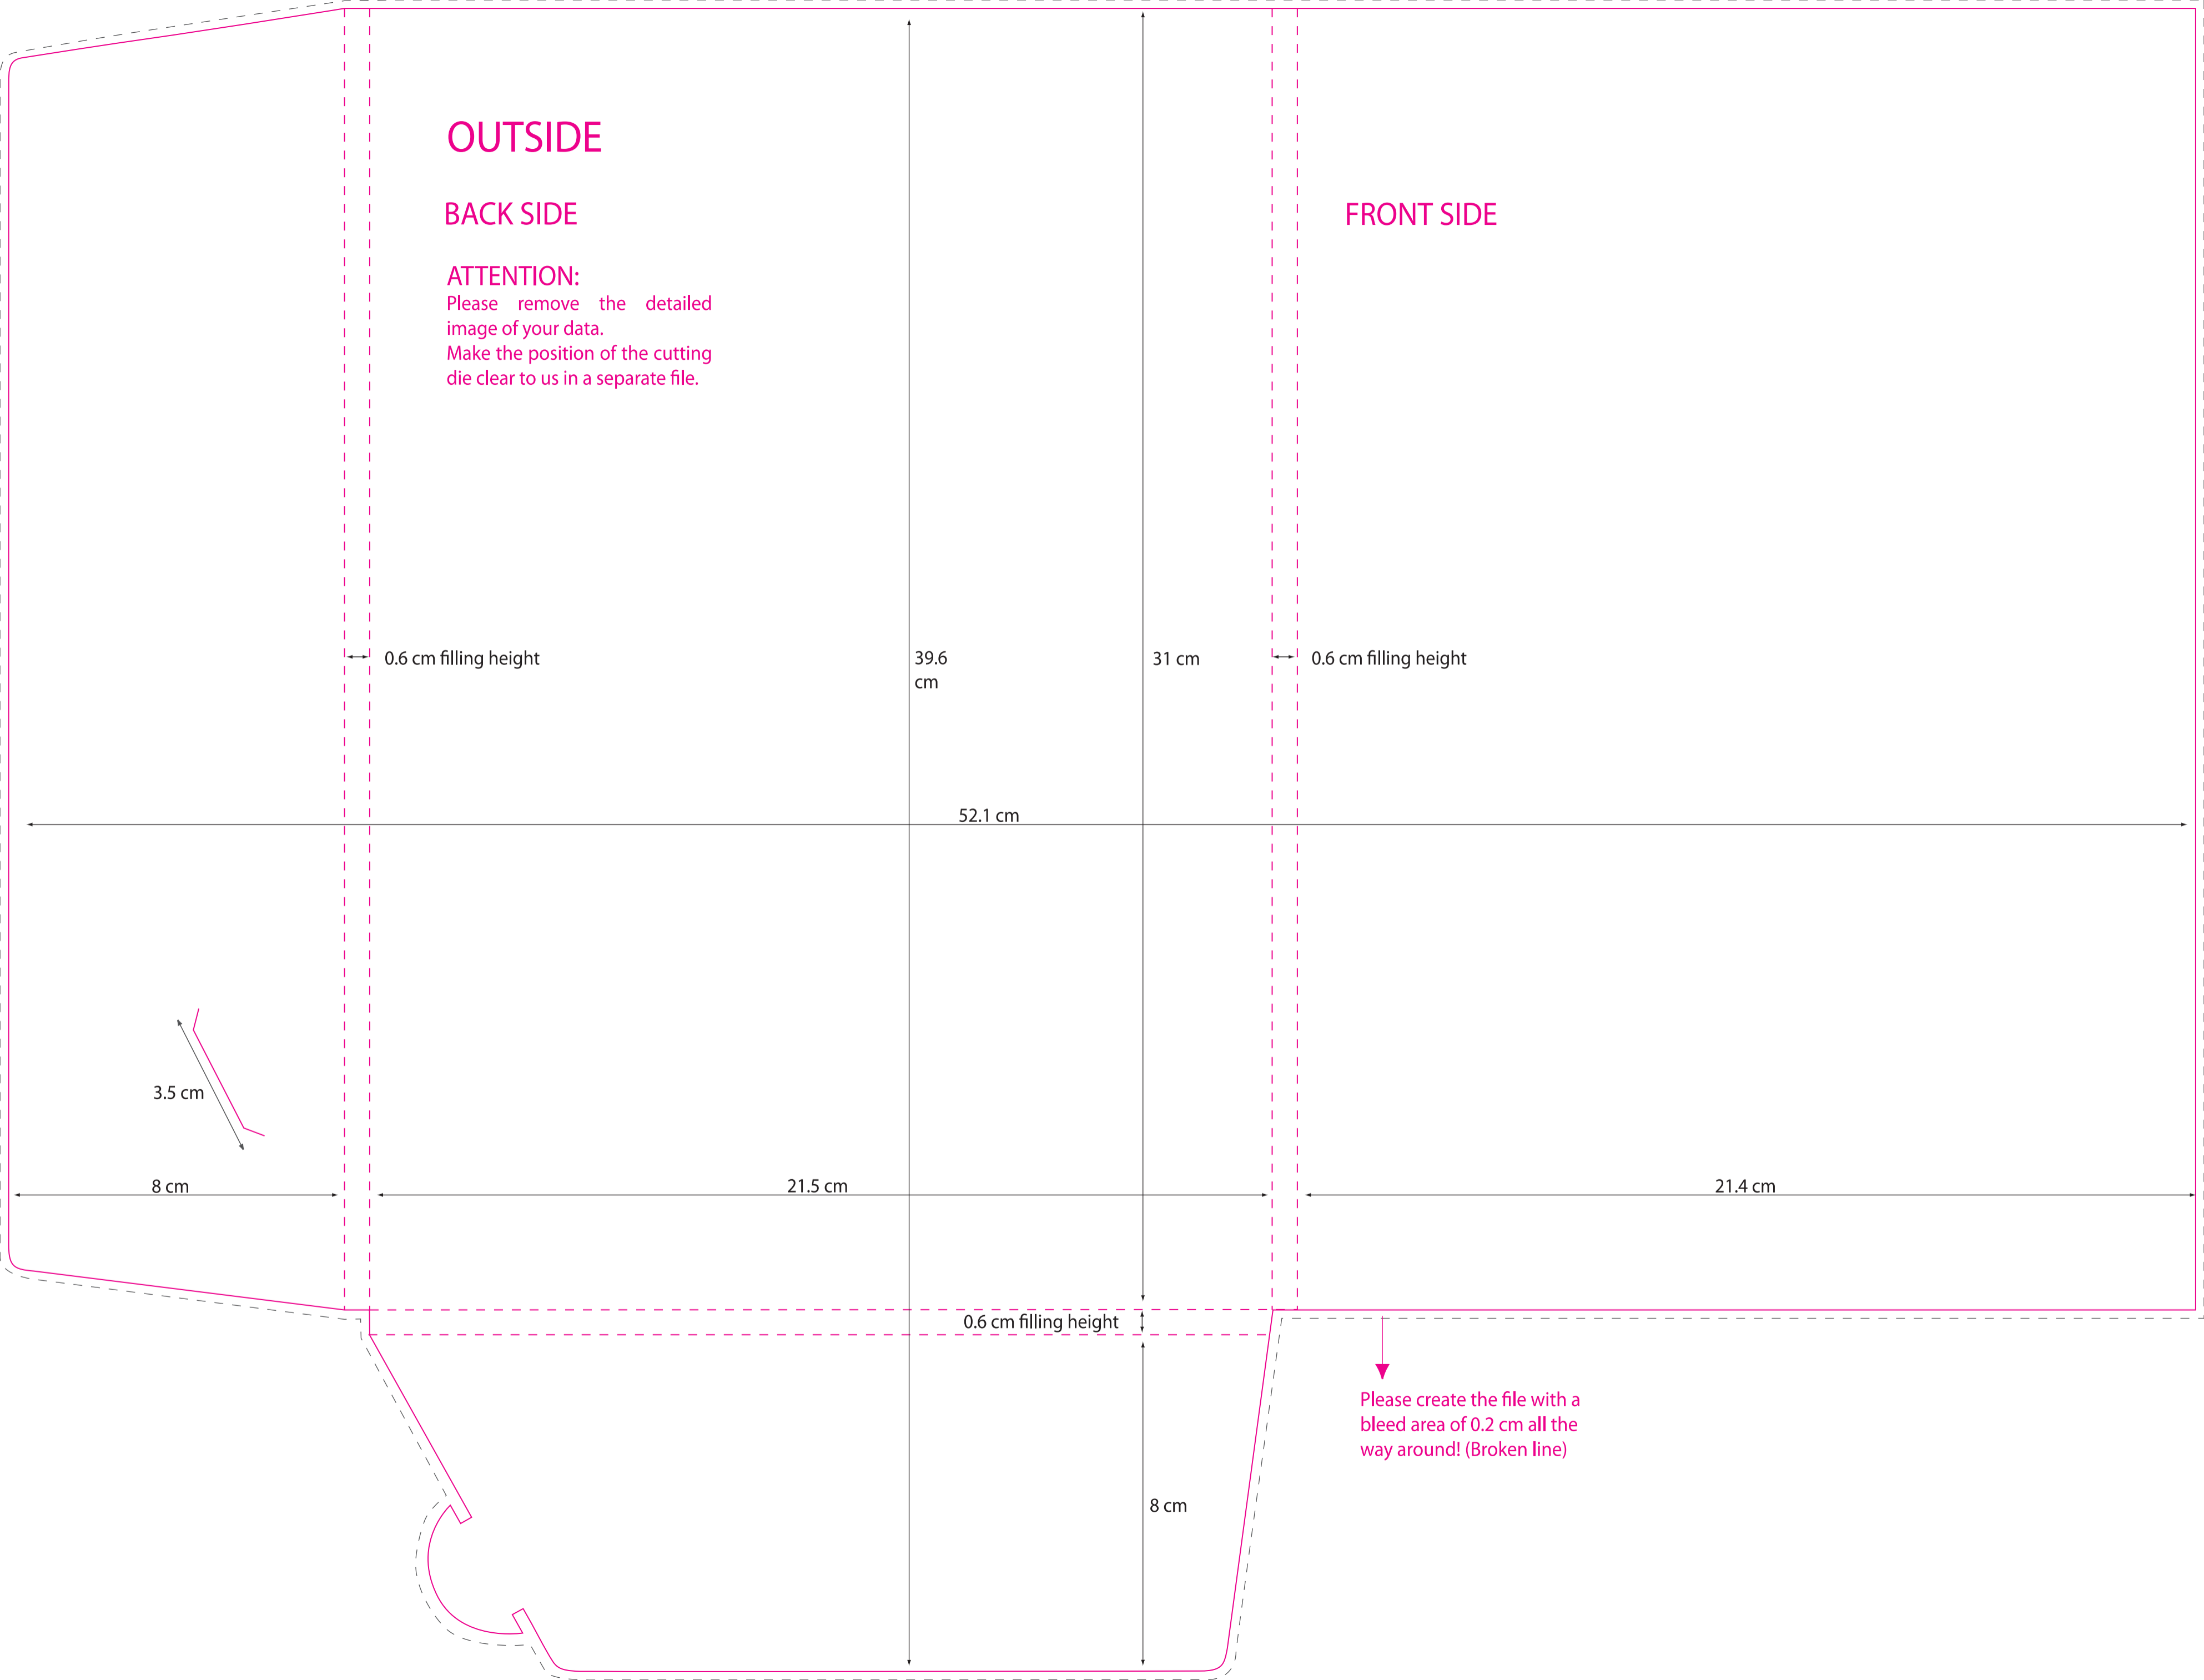 OUTSIDE
BACK SIDE
FRONT SIDE
ATTENTION:
Please remove the detailed
image of your data.
Make the position of the cutting
die clear to us in a separate file.
0.6 cm filling height
39.6
cm
31 cm
0.6 cm filling height
52.1 cm
3.5 cm
8 cm
21.5 cm
21.4 cm
0.6 cm filling height
Please create the file with a
bleed area of 0.2 cm all the
way around! (Broken line)
8 cm